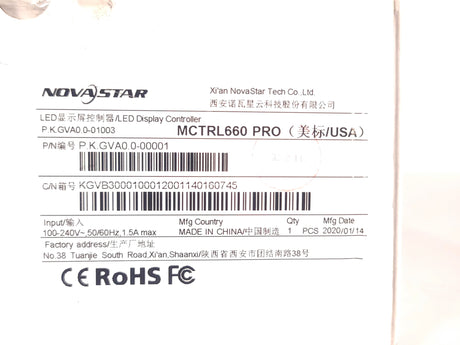 NOVASTAR
Xi'an NovaStar Tech Co.,Ltd.
西安诺瓦星云科技股份有限公司
LED显示屏控制器/LED Display Controller
P.K.GVA0.0-01003
MCTRL660 PRO（美标/USA）
P/N编号 P.K.GVA0.0-00001
C/N箱号 KGVB3000100012001140160745
Input/输入 Mfg Country Qty Mfg Date
100-240V~,50/60Hz,1.5A max MADE IN CHINA/中国制造 1 PCS 2020/01/14
Factory address/生产厂地址
No.38 Tuanjie South Road,Xi'an,Shaanxi/陕西省西安市团结南路38号
CE RoHS FC